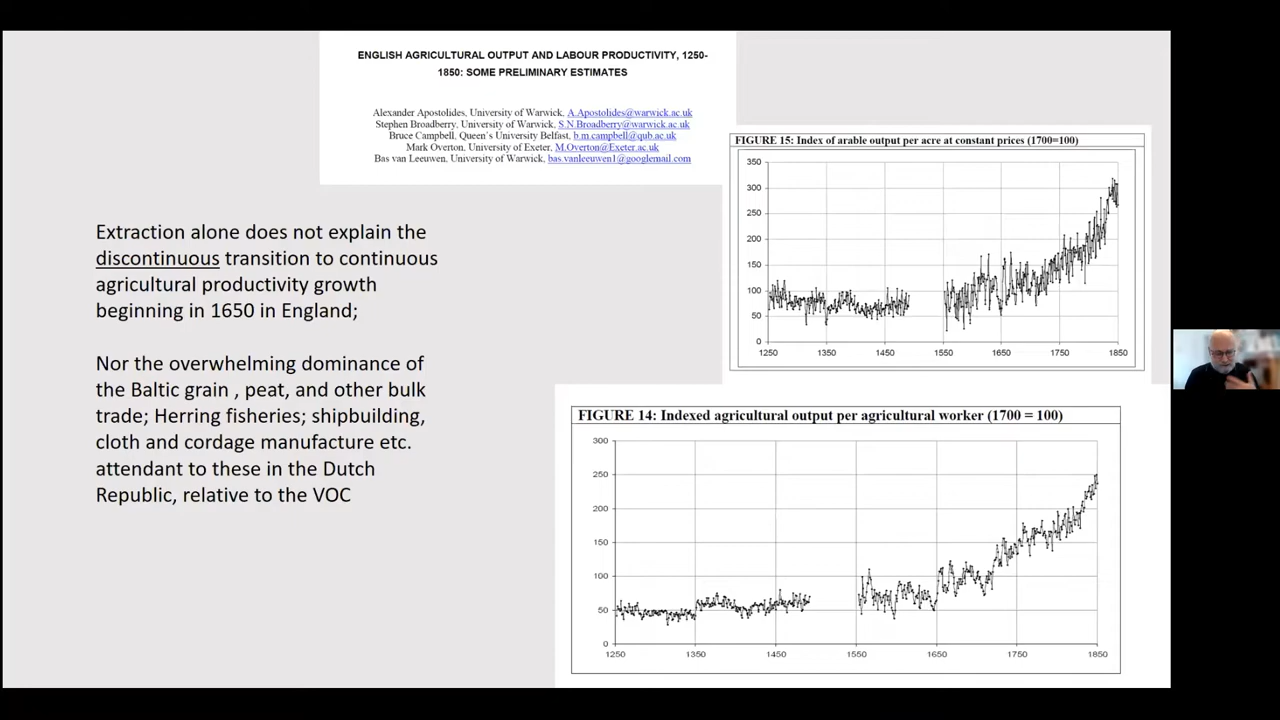 ENGLISH AGRICULTURAL OUTPUT AND LABOUR PRODUCTIVITY, 1250-
1850: SOME PRELIMINARY ESTIMATES
Alexander Apostolides, University of Warwick, A.Apostolides@warwick.ac.uk
Stephen Broadberry, University of Warwick, S.N.Broadberry@warwick.ac.uk
Bruce Campbell, Queen's University Belfast, b.m.campbell@qub.ac.uk
Mark Overton, University of Exeter, M.Overton@Exeter.ac.uk
Bas van Leeuwen, University of Warwick, bas.vanleeuwen1@googlemail.com
Extraction alone does not explain the
discontinuous transition to continuous
agricultural productivity growth
beginning in 1650 in England;
Nor the overwhelming dominance of
the Baltic grain , peat, and other bulk
trade; Herring fisheries; shipbuilding,
cloth and cordage manufacture etc.
attendant to these in the Dutch
Republic, relative to the VOC
FIGURE 15: Index of arable output per acre at constant prices (1700=100)
350
300
250
200
150
100
50
0
1250 1350 1450 1550 1650 1750 1850
FIGURE 14: Indexed agricultural output per agricultural worker (1700 = 100)
300
250
200
150
100
50
0
1250 1350 1450 1550 1650 1750 1850